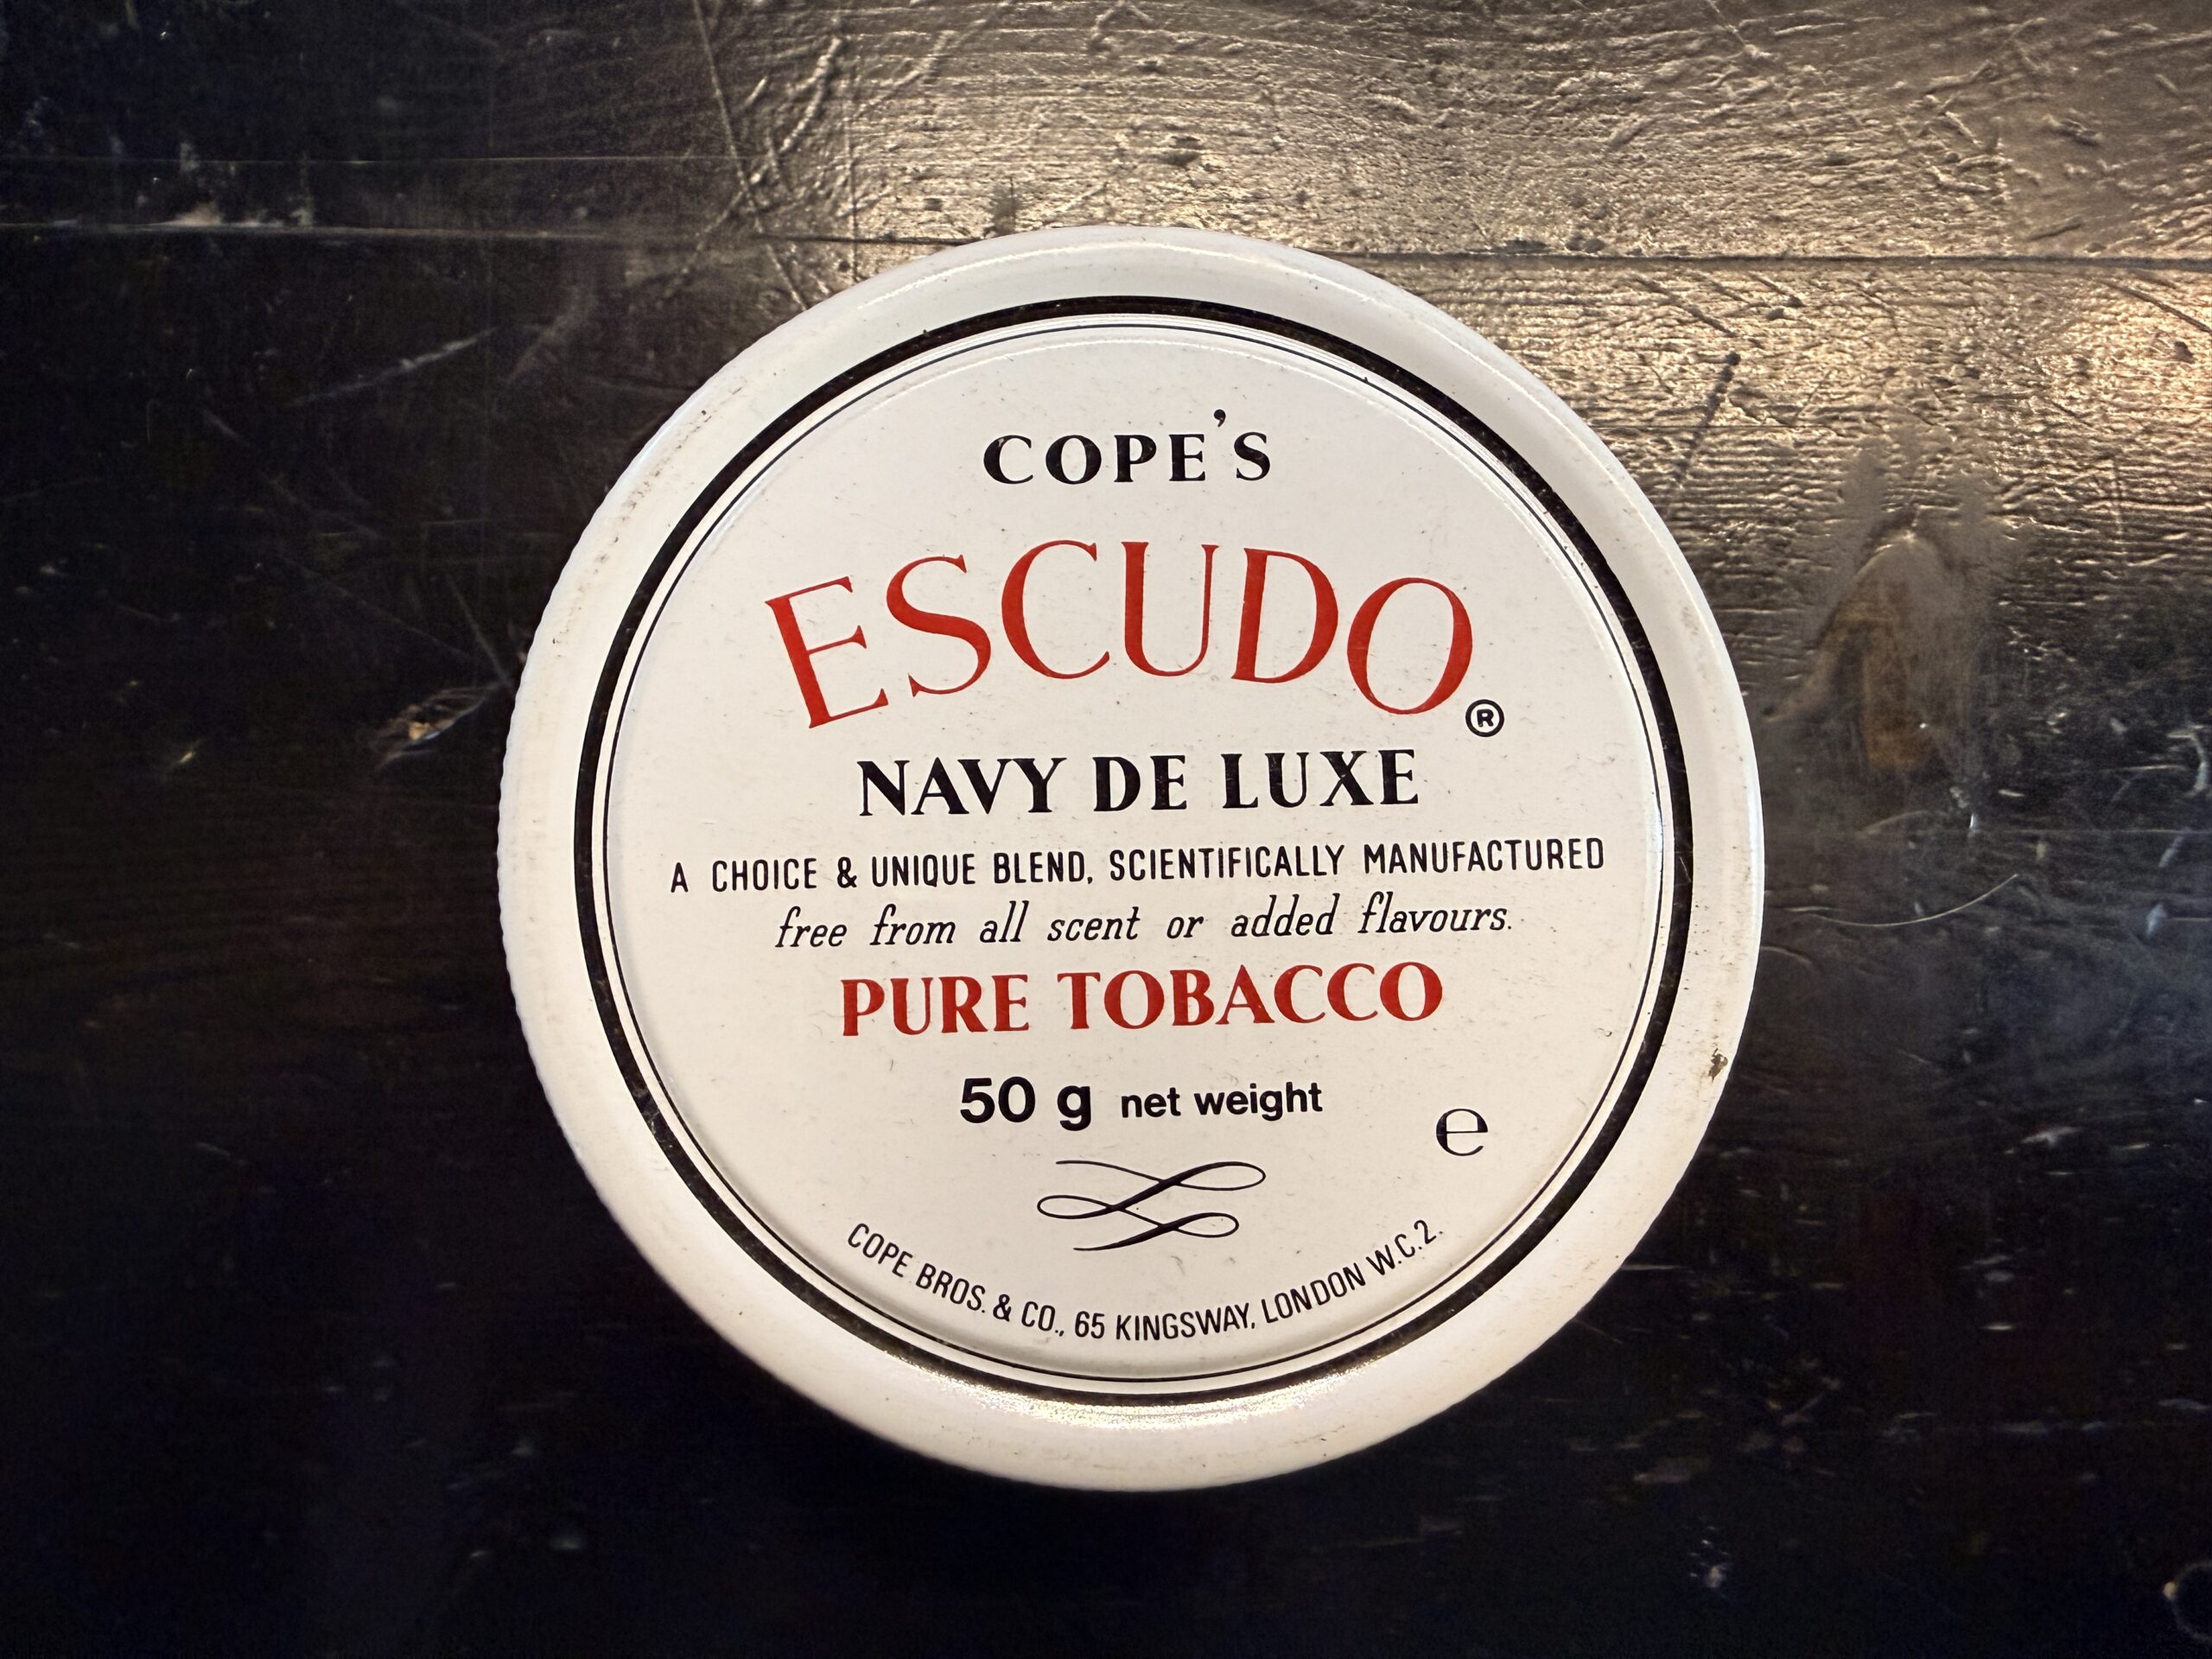 COPE'S
ESCUDO®
NAVY DE LUXE
A CHOICE & UNIQUE BLEND, SCIENTIFICALLY MANUFACTURED
free from all scent or added flavours.
PURE TOBACCO
50 g net weight
℮
COPE BROS. & CO., 65 KINGSWAY, LONDON W.C.2.